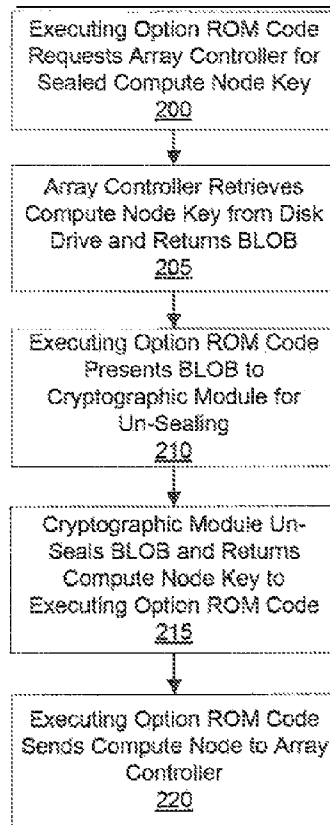 Executing Option ROM Code
Requests Array Controller for
Sealed Compute Node Key
200
Array Controller Retrieves
Compute Node Key from Disk
Drive and Returns BLOB
205
Executing Option ROM Code
Presents BLOB to
Cryptographic Module for
Un-Sealing
210
Cryptographic Module Un-
Seals BLOB and Returns
Compute Node Key to
Executing Option ROM Code
215
Executing Option ROM Code
Sends Compute Node to Array
Controller
220